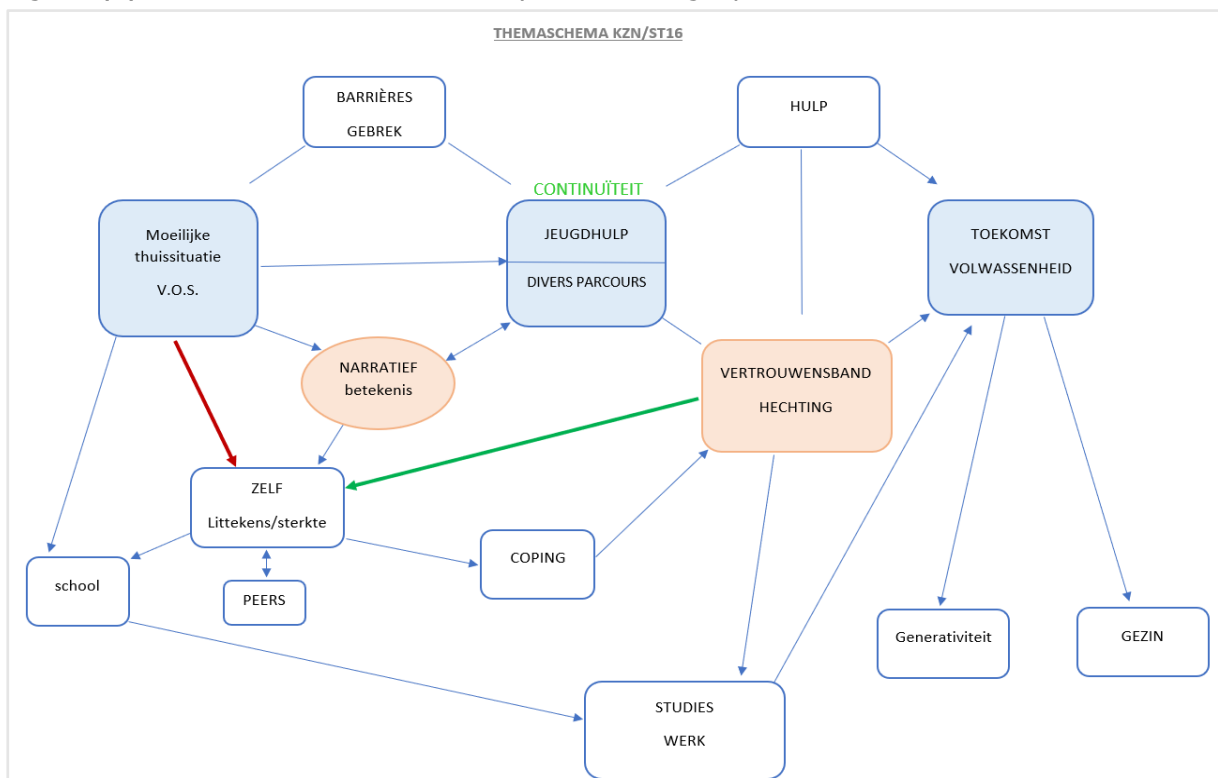 THEMASCHEMA KZN/ST16
BARRIÈRES
GEBREK
HULP
CONTINUÏTEIT
Moeilijke
thuissituatie
V.O.S.
JEUGDHULP
DIVERS PARCOURS
TOEKOMST
VOLWASSENHEID
NARRATIEF
betekenis
VERTROUWENSBAND
HECHTING
ZELF
Littekens/sterkte
school
PEERS
COPING
Generativiteit
GEZIN
STUDIES
WERK